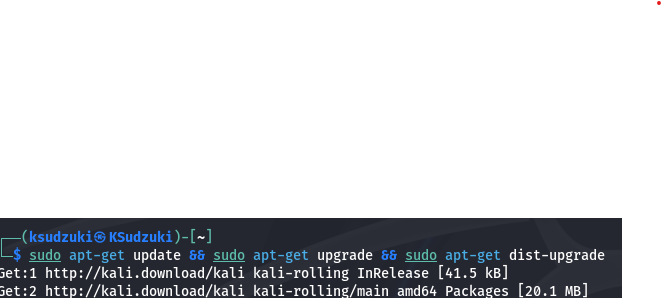 ┌──(ksudzuki㉿KSudzuki)-[~]
└─$ sudo apt-get update && sudo apt-get upgrade && sudo apt-get dist-upgrade
Get:1 http://kali.download/kali kali-rolling InRelease [41.5 kB]
Get:2 http://kali.download/kali kali-rolling/main amd64 Packages [20.1 MB]